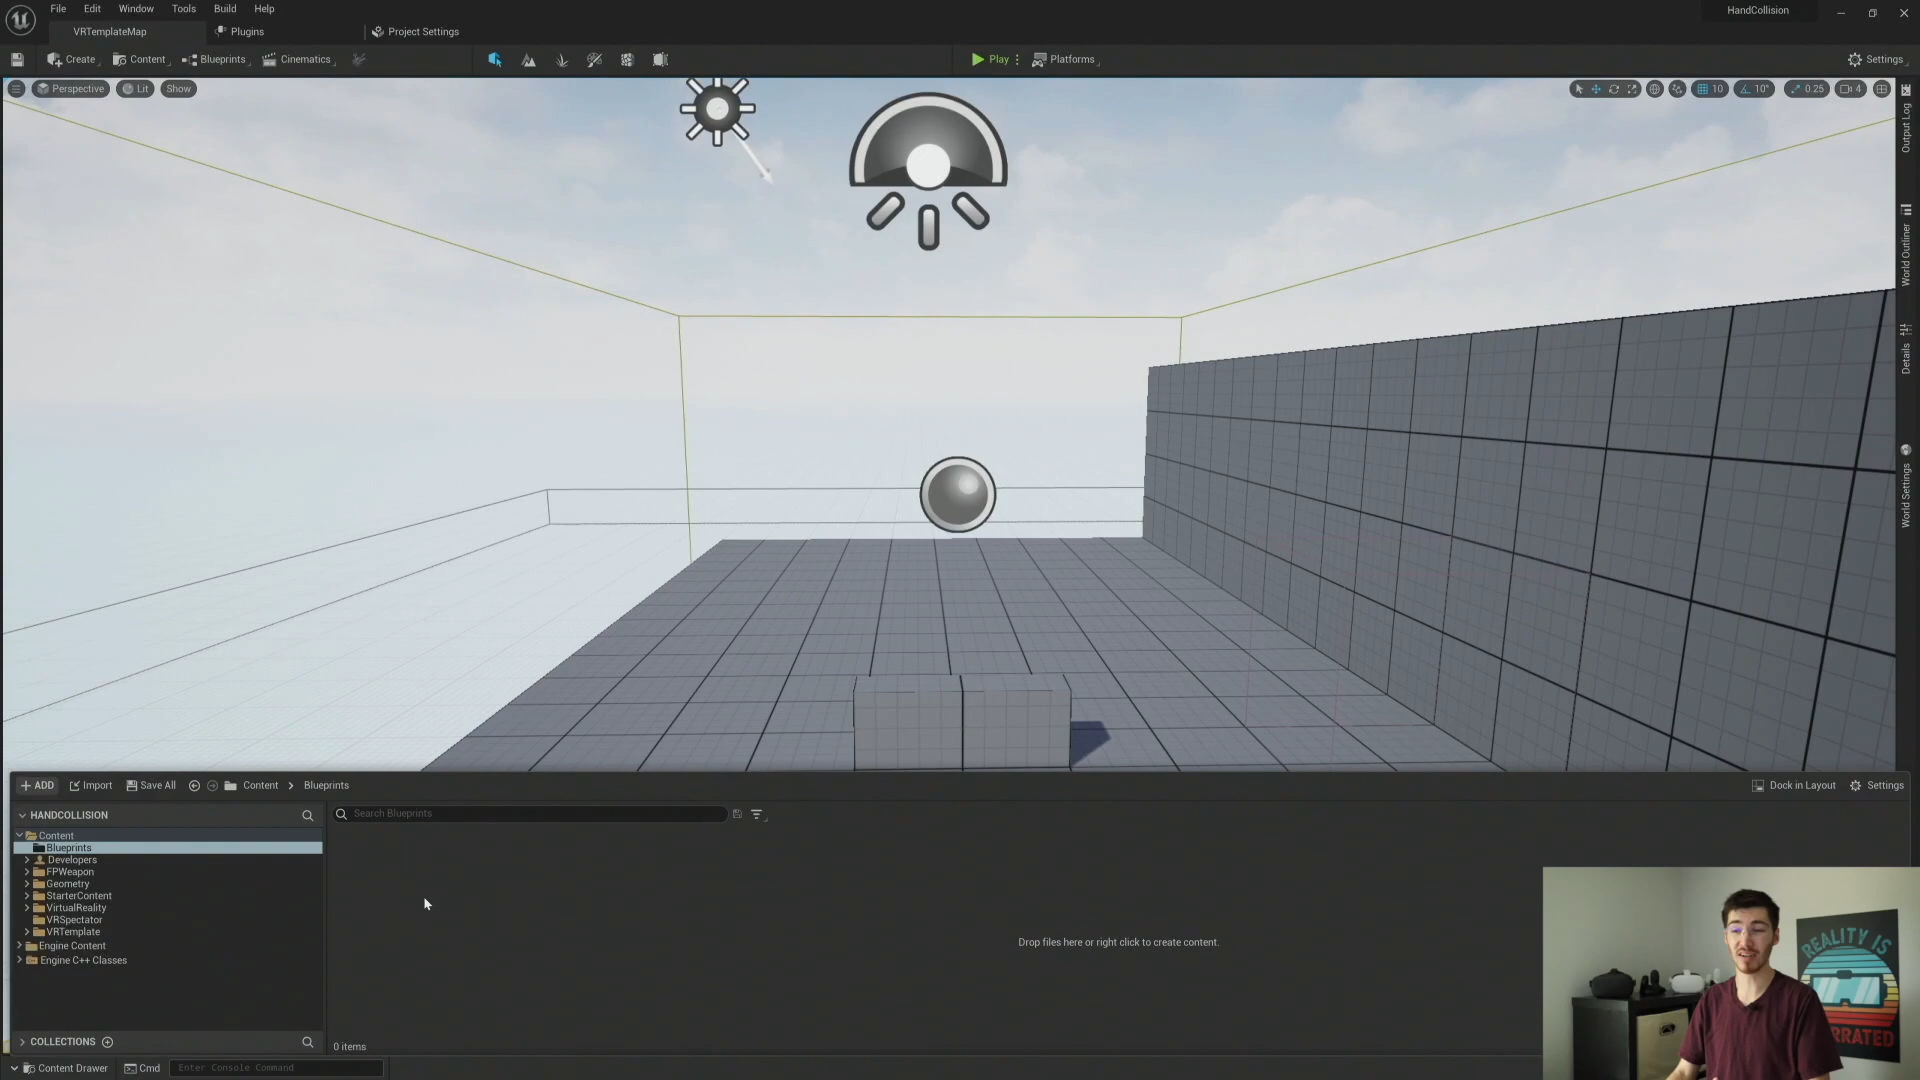 File Edit Window Tools Build Help
HandCollision
VRTemplateMap
Plugins
Project Settings
Create
Content
Blueprints
Cinematics
Play
Platforms
Settings
Perspective
Lit
Show
10
10°
0.25
4
Output Log
World Outliner
Details
World Settings
ADD
Import
Save All
Content
Blueprints
Dock in Layout
Settings
HANDCOLLISION
Search Blueprints
Content
Blueprints
Developers
FPWeapon
Geometry
StarterContent
VirtualReality
VRSpectator
VRTemplate
Engine Content
Engine C++ Classes
Drop files here or right click to create content.
REALITY IS
RRATED
COLLECTIONS
0 items
Content Drawer
Cmd
Enter Console Command